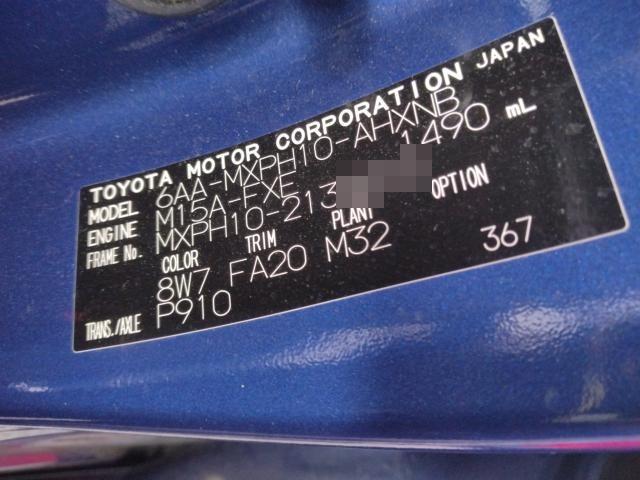 TOYOTA MOTOR CORPORATION JAPAN
MODEL 6AA-MXPH10-AHXNB
ENGINE M15A-FXE 1490 mL
FRAME No. MXPH10-213
COLOR TRIM PLANT OPTION
8W7 FA20 M32 367
TRANS./AXLE P910